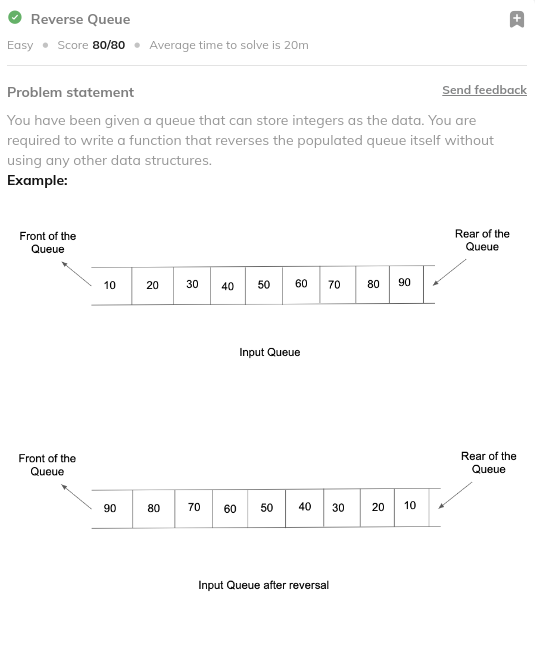 Reverse Queue
Easy • Score 80/80 • Average time to solve is 20m
Problem statement
Send feedback
You have been given a queue that can store integers as the data. You are
required to write a function that reverses the populated queue itself without
using any other data structures.
Example:
Front of the
Queue
Rear of the
Queue
10 20 30 40 50 60 70 80 90
Input Queue
Front of the
Queue
Rear of the
Queue
90 80 70 60 50 40 30 20 10
Input Queue after reversal